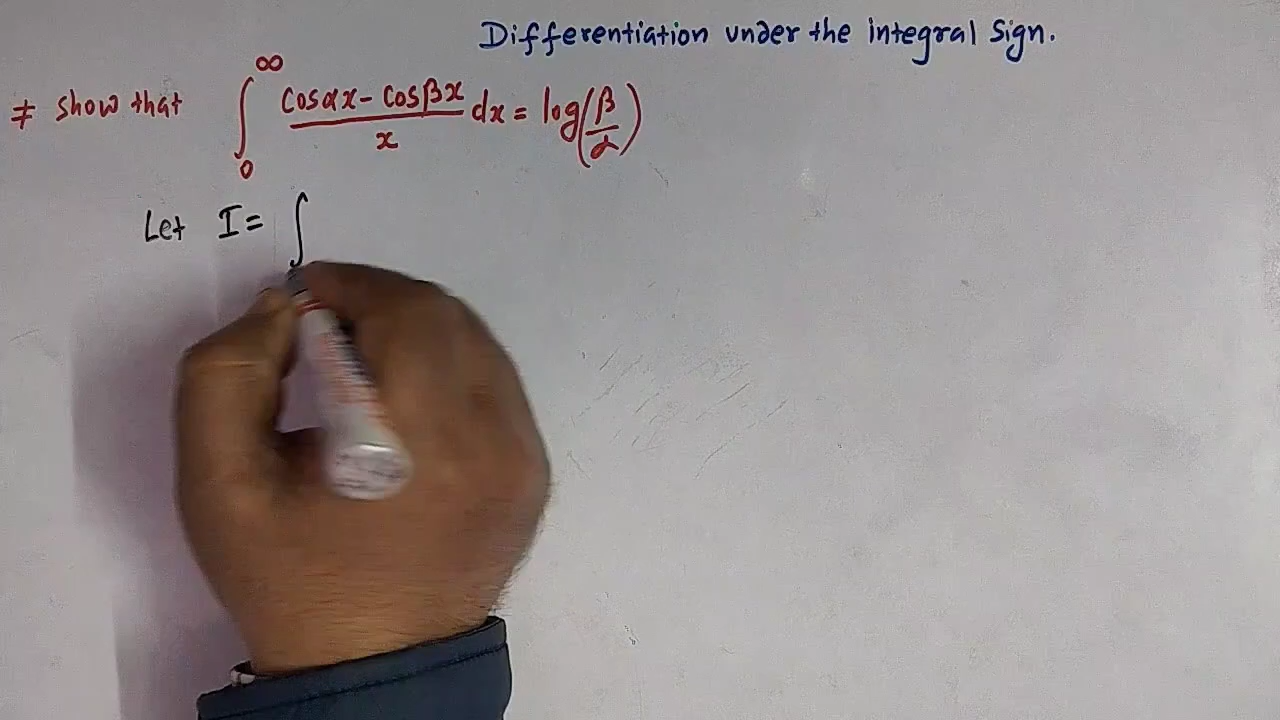 Differentiation under the integral Sign.
≠ show that ∫₀^∞ (cosαx - cosβx)/x dx = log(β/α)
Let I = ∫